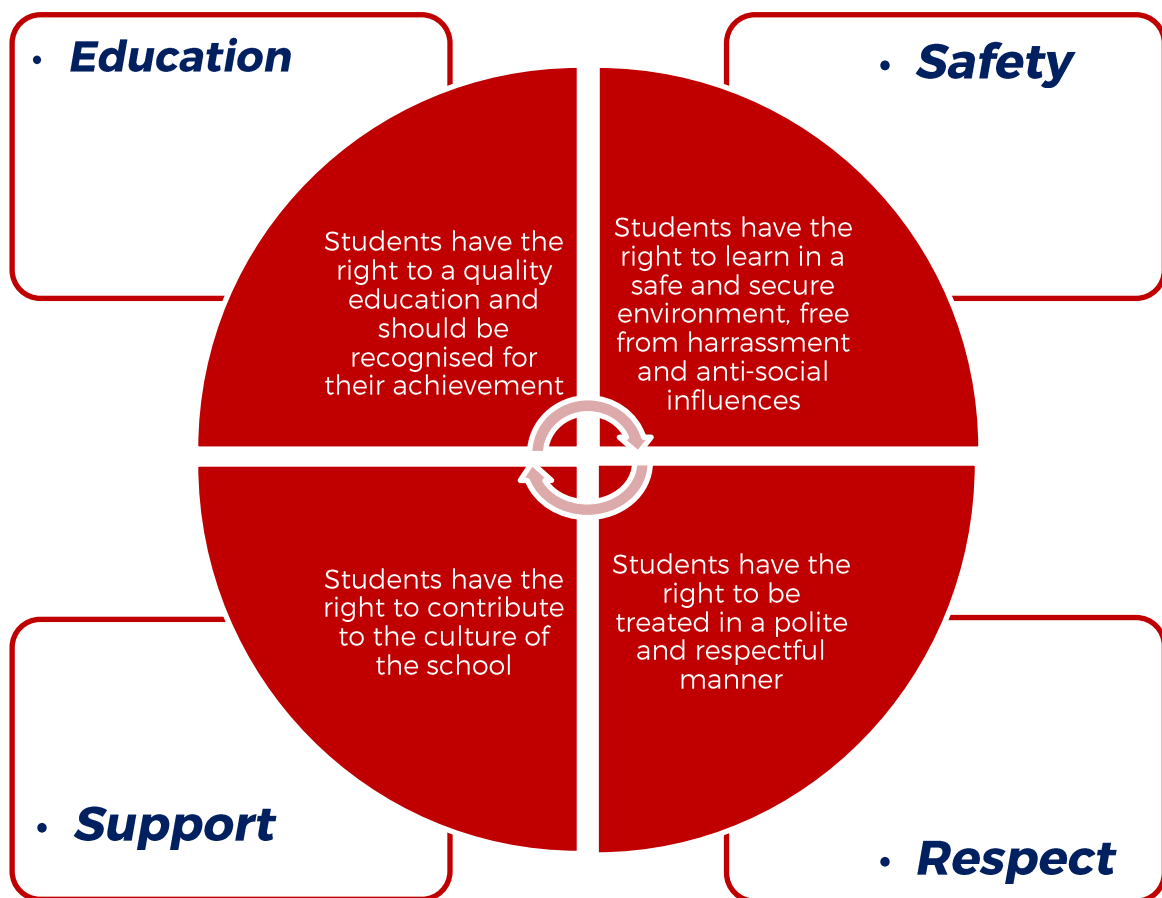 • Education
Students have the
right to a quality
education and
should be
recognised for
their achievement
• Safety
Students have the
right to learn in a
safe and secure
environment, free
from harrassment
and anti-social
influences
• Support
Students have the
right to contribute
to the culture of
the school
• Respect
Students have the
right to be
treated in a polite
and respectful
manner